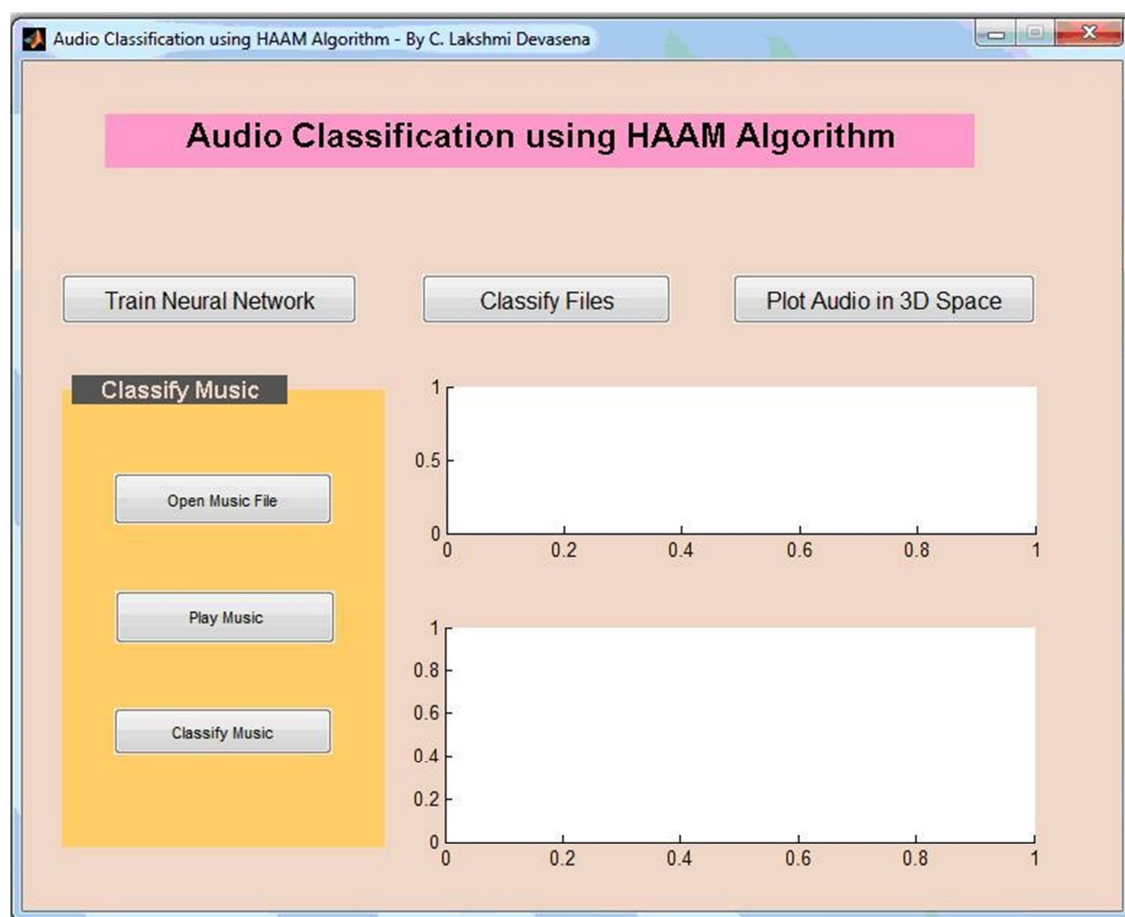 Audio Classification using HAAM Algorithm - By C. Lakshmi Devasena
Audio Classification using HAAM Algorithm
Train Neural Network
Classify Files
Plot Audio in 3D Space
Classify Music
Open Music File
Play Music
Classify Music
1
0.5
0
0 0.2 0.4 0.6 0.8 1
1
0.8
0.6
0.4
0.2
0
0 0.2 0.4 0.6 0.8 1